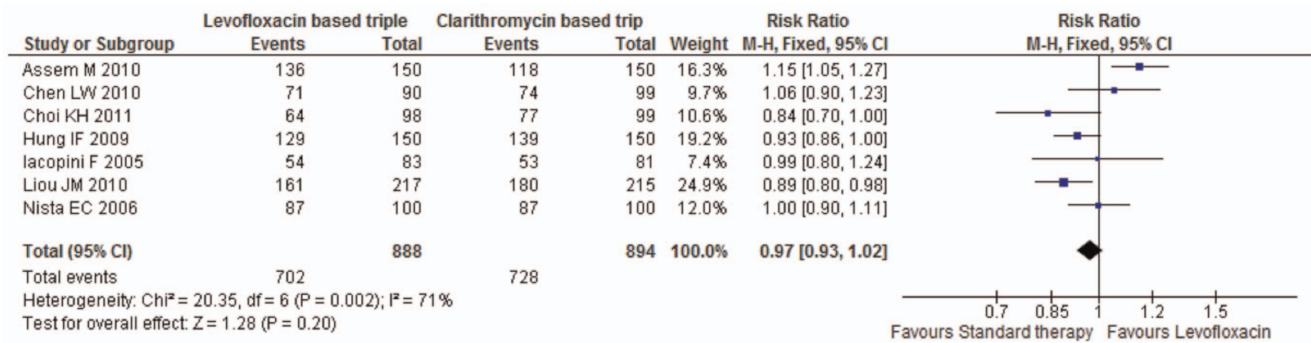 Levofloxacin based triple Clarithromycin based trip Risk Ratio Risk Ratio
Study or Subgroup Events Total Events Total Weight M-H, Fixed, 95% CI M-H, Fixed, 95% CI
Assem M 2010 136 150 118 150 16.3% 1.15 [1.05, 1.27]
Chen LW 2010 71 90 74 99 9.7% 1.06 [0.90, 1.23]
Choi KH 2011 64 98 77 99 10.6% 0.84 [0.70, 1.00]
Hung IF 2009 129 150 139 150 19.2% 0.93 [0.86, 1.00]
Iacopini F 2005 54 83 53 81 7.4% 0.99 [0.80, 1.24]
Liou JM 2010 161 217 180 215 24.9% 0.89 [0.80, 0.98]
Nista EC 2006 87 100 87 100 12.0% 1.00 [0.90, 1.11]
Total (95% CI) 888 894 100.0% 0.97 [0.93, 1.02]
Total events 702 728
Heterogeneity: Chi² = 20.35, df = 6 (P = 0.002); I² = 71%
Test for overall effect: Z = 1.28 (P = 0.20)
0.7 0.85 1 1.2 1.5
Favours Standard therapy Favours Levofloxacin